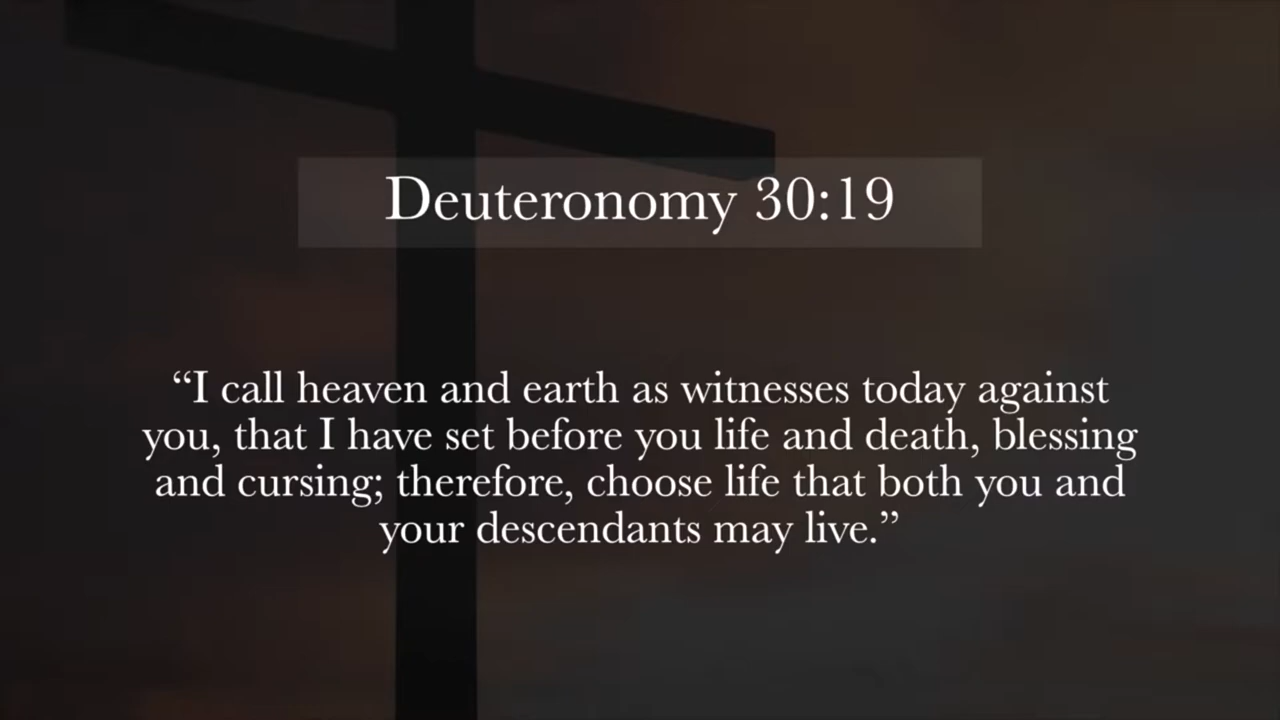 Deuteronomy 30:19
“I call heaven and earth as witnesses today against
you, that I have set before you life and death, blessing
and cursing; therefore, choose life that both you and
your descendants may live.”